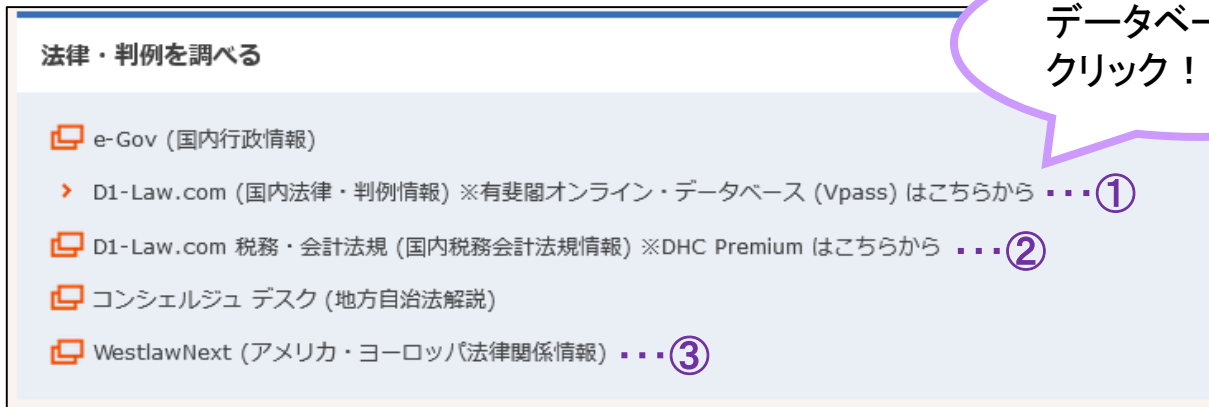 データベー
クリック！
法律・判例を調べる
e-Gov (国内行政情報)
D1-Law.com (国内法律・判例情報) ※有斐閣オンライン・データベース (Vpass) はこちらから ・・・①
D1-Law.com 税務・会計法規 (国内税務会計法規情報) ※DHC Premium はこちらから ・・・②
コンシェルジュ デスク (地方自治法解説)
WestlawNext (アメリカ・ヨーロッパ法律関係情報) ・・・③